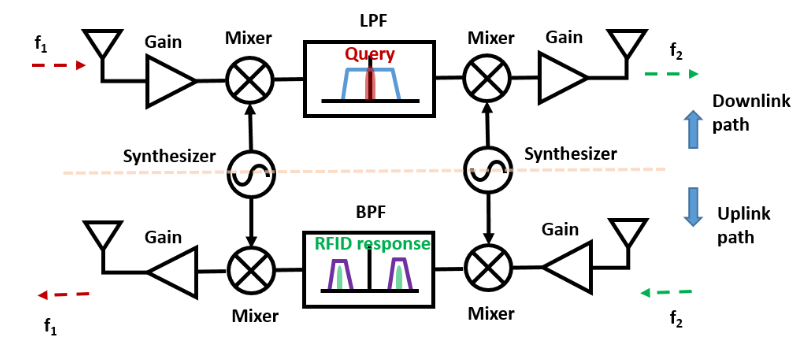 LPF
Gain
Mixer
Mixer
Gain
f1
Query
f2
Downlink
path
Synthesizer
Synthesizer
BPF
Gain
RFID response
Gain
Uplink
path
f1
Mixer
Mixer
f2